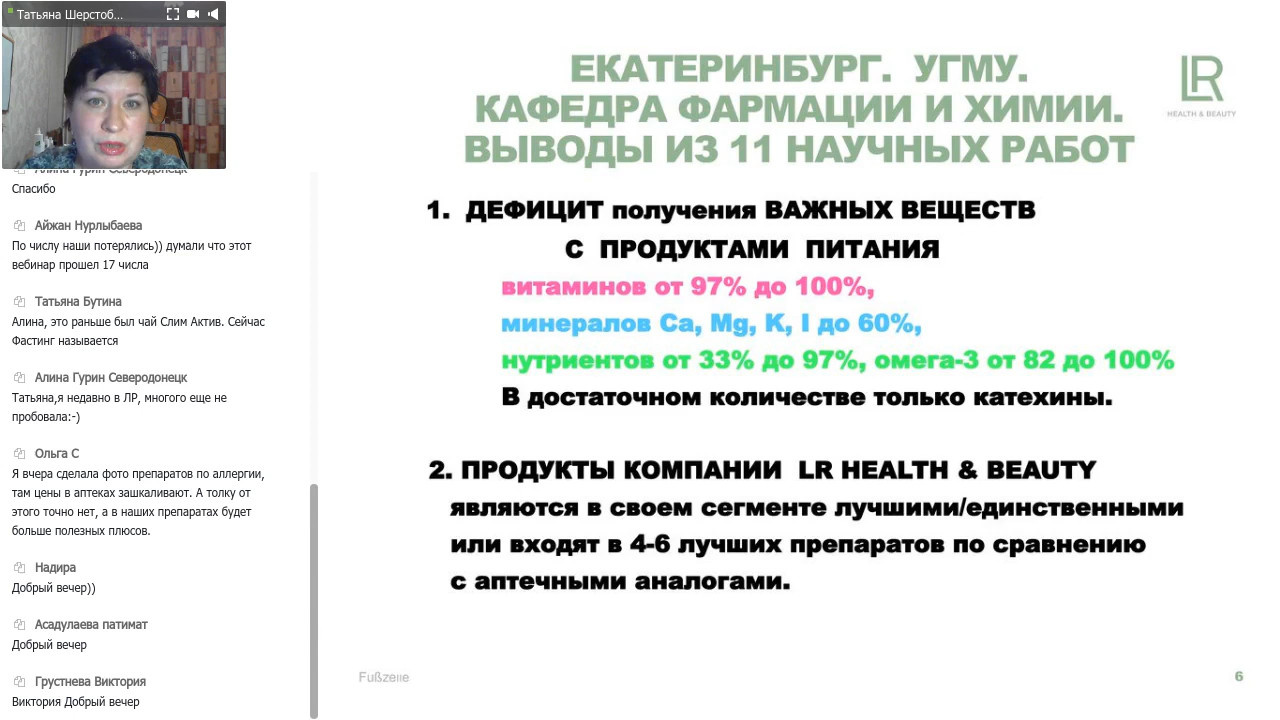 Татьяна Шерстоб...
Алина Гурин Северодонецк
Спасибо
Айжан Нурлыбаева
По числу наши потерялись)) думали что этот
вебинар прошел 17 числа
Татьяна Бутина
Алина, это раньше был чай Слим Актив. Сейчас
Фастинг называется
Алина Гурин Северодонецк
Татьяна,я недавно в ЛР, многого еще не
пробовала:-)
Ольга С
Я вчера сделала фото препаратов по аллергии,
там цены в аптеках зашкаливают. А толку от
этого точно нет, а в наших препаратах будет
больше полезных плюсов.
Надира
Добрый вечер))
Асадулаева патимат
Добрый вечер
Грустнева Виктория
Виктория Добрый вечер
ЕКАТЕРИНБУРГ. УГМУ.
КАФЕДРА ФАРМАЦИИ И ХИМИИ.
ВЫВОДЫ ИЗ 11 НАУЧНЫХ РАБОТ
LR
HEALTH & BEAUTY
1. ДЕФИЦИТ получения ВАЖНЫХ ВЕЩЕСТВ
С ПРОДУКТАМИ ПИТАНИЯ
витаминов от 97% до 100%,
минералов Ca, Mg, K, I до 60%,
нутриентов от 33% до 97%, омега-3 от 82 до 100%
В достаточном количестве только катехины.
2. ПРОДУКТЫ КОМПАНИИ LR HEALTH & BEAUTY
являются в своем сегменте лучшими/единственными
или входят в 4-6 лучших препаратов по сравнению
с аптечными аналогами.
Fußzeile
6